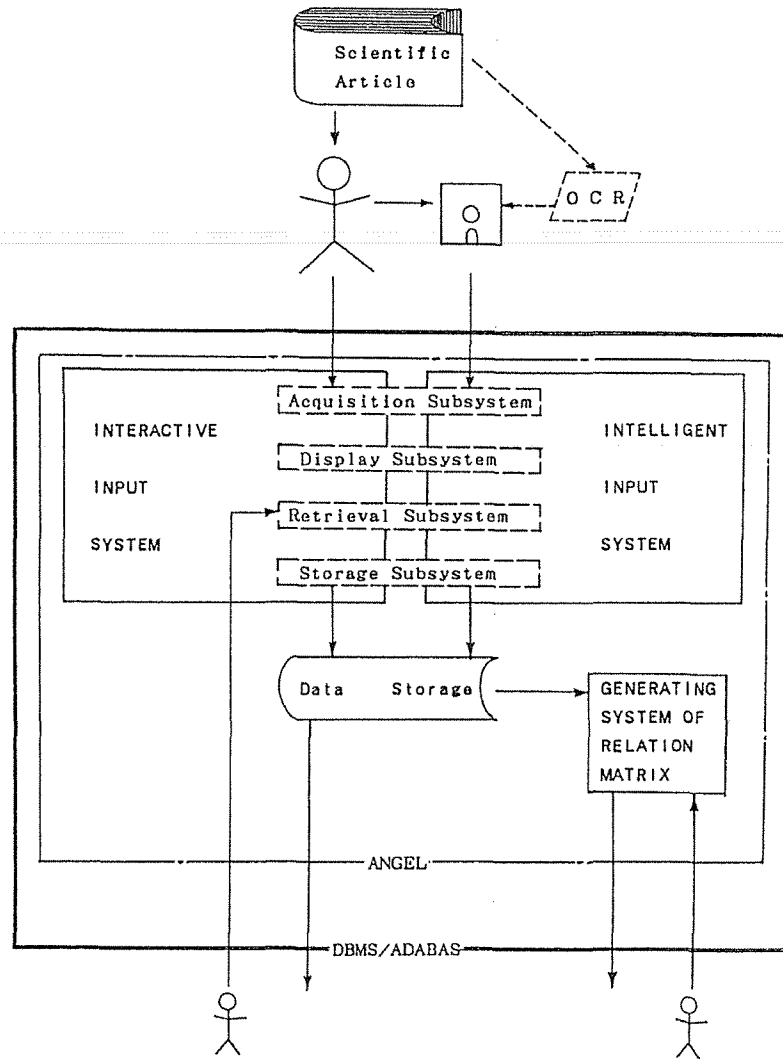 Scientific
Article
O C R
Acquisition Subsystem
INTERACTIVE
INPUT
SYSTEM
Display Subsystem
Retrieval Subsystem
Storage Subsystem
INTELLIGENT
INPUT
SYSTEM
Data Storage
GENERATING
SYSTEM OF
RELATION
MATRIX
ANGEL
DBMS/ADABAS